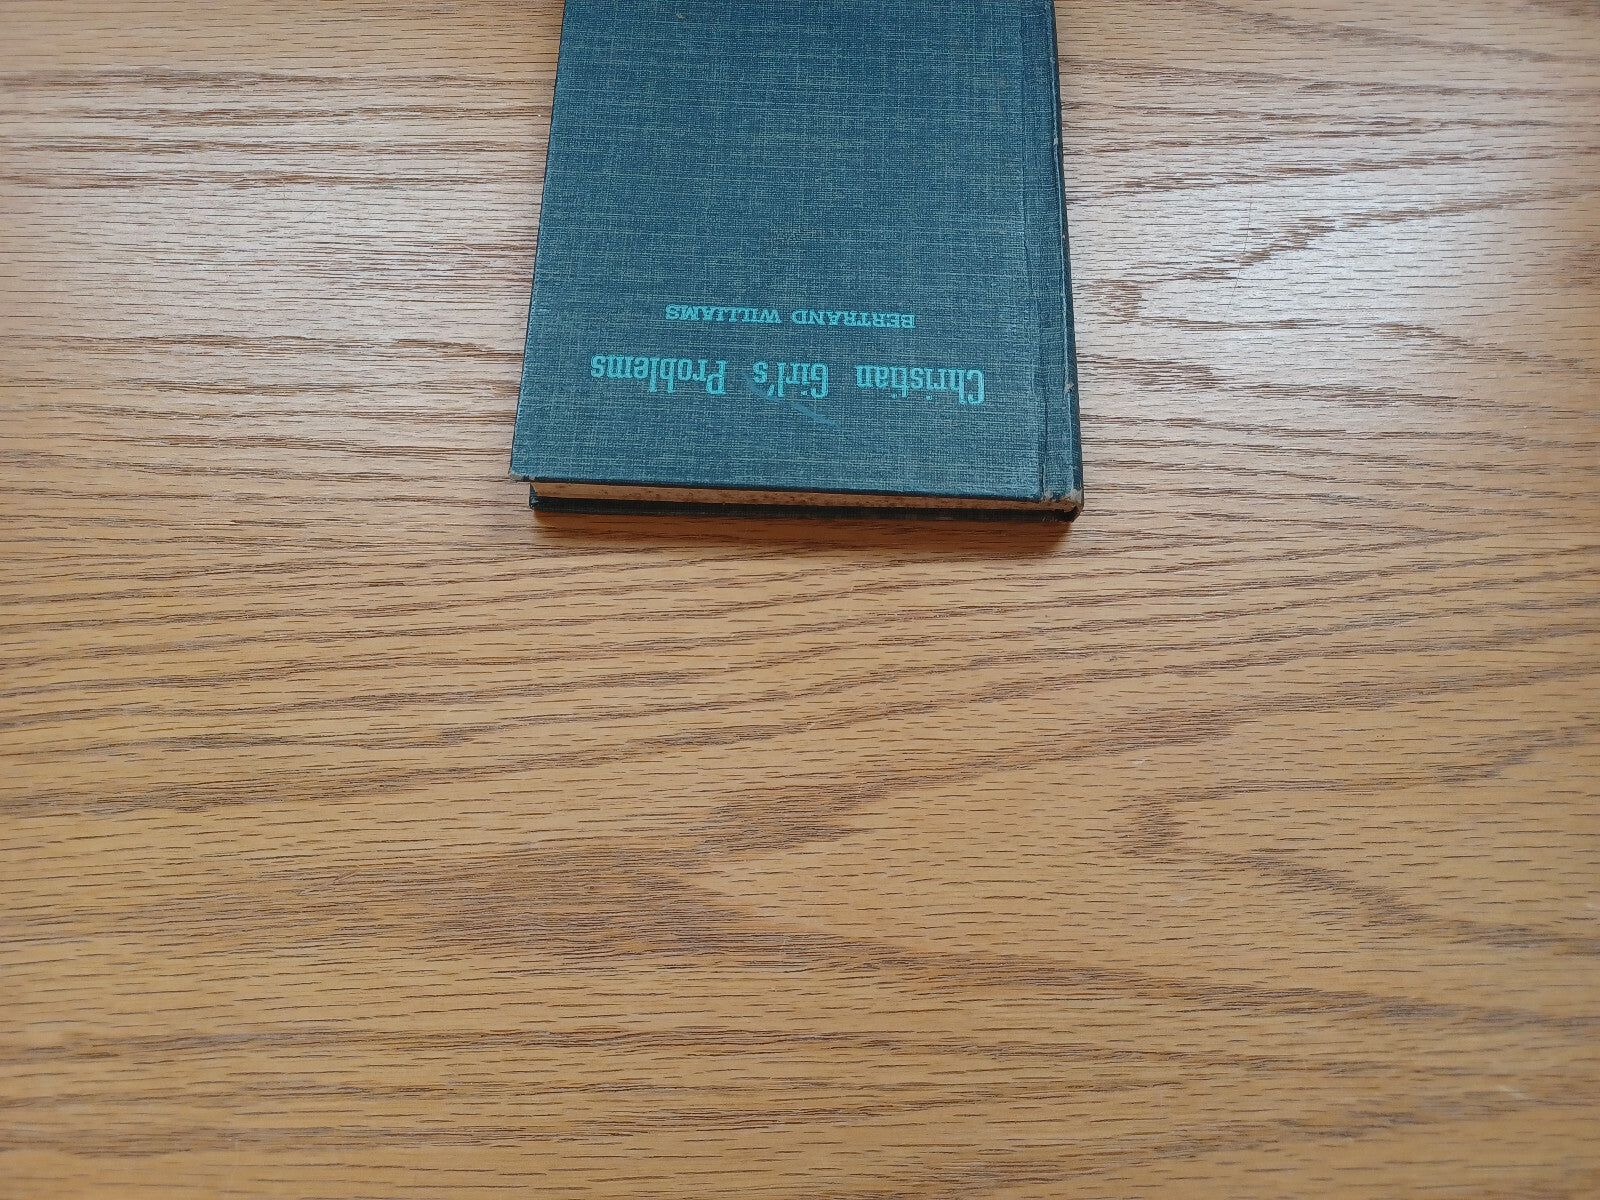 Christian Girl's Problems
BERTRAND WILLIAMS